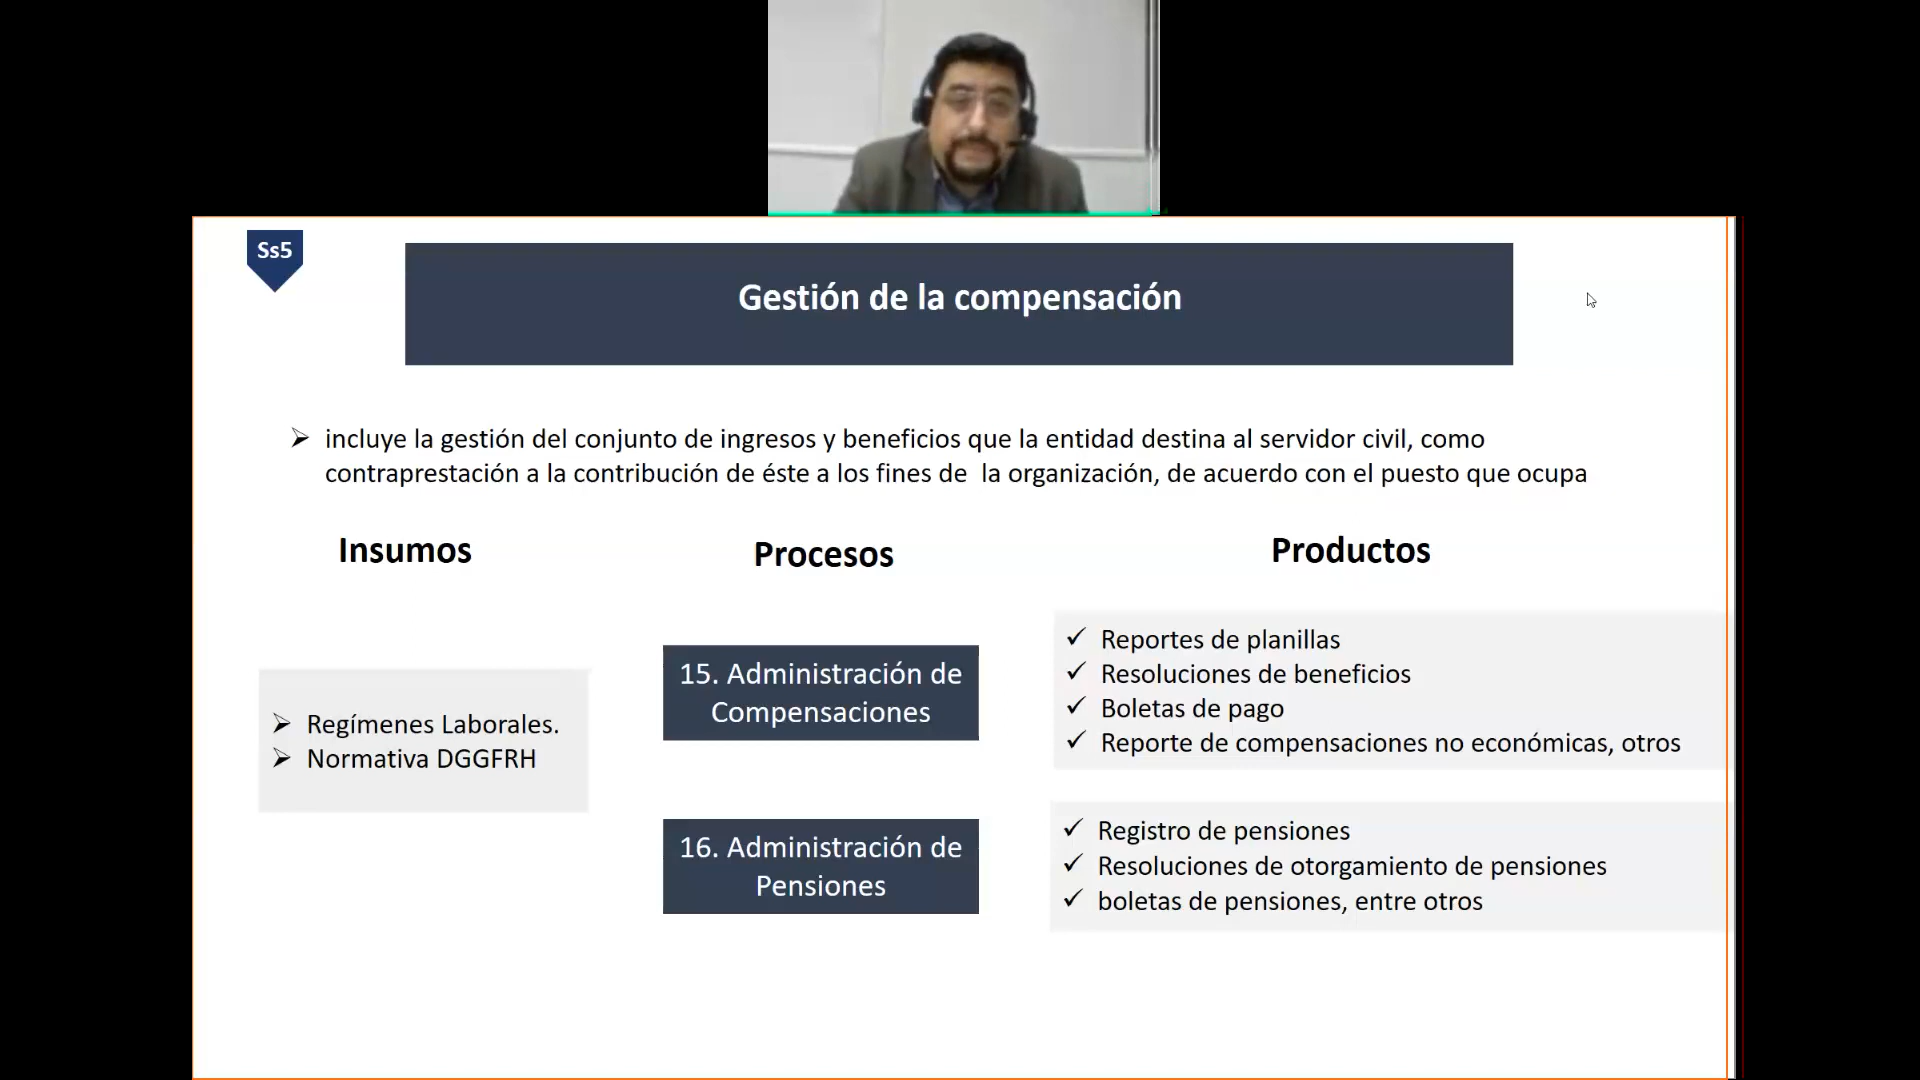 Ss5
Gestión de la compensación
➢ incluye la gestión del conjunto de ingresos y beneficios que la entidad destina al servidor civil, como
contraprestación a la contribución de éste a los fines de la organización, de acuerdo con el puesto que ocupa
Insumos
Procesos
Productos
➢ Regímenes Laborales.
➢ Normativa DGGFRH
15. Administración de
Compensaciones
✓ Reportes de planillas
✓ Resoluciones de beneficios
✓ Boletas de pago
✓ Reporte de compensaciones no económicas, otros
16. Administración de
Pensiones
✓ Registro de pensiones
✓ Resoluciones de otorgamiento de pensiones
✓ boletas de pensiones, entre otros